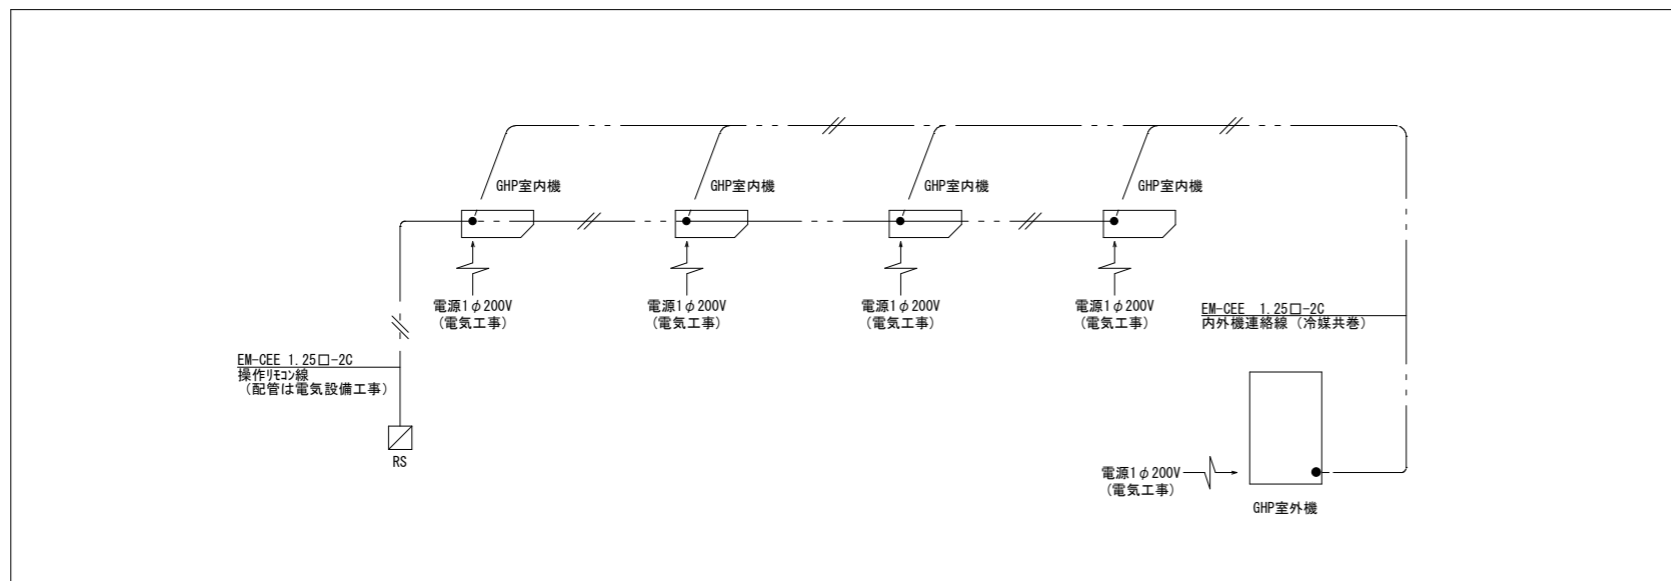 GHP室内機
GHP室内機
GHP室内機
GHP室内機
電源1φ200V
(電気工事)
電源1φ200V
(電気工事)
電源1φ200V
(電気工事)
電源1φ200V
(電気工事)
EM-CEE 1.25□-2C
内外機連絡線（冷媒共巻）
EM-CEE 1.25□-2C
操作ﾘﾓｺﾝ線
（配管は電気設備工事）
RS
電源1φ200V
(電気工事)
GHP室外機